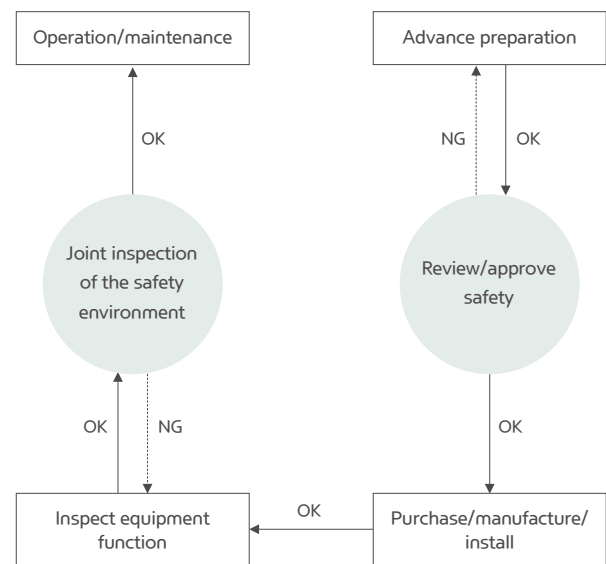 Operation/maintenance
Advance preparation
OK
NG
OK
Joint inspection
of the safety
environment
Review/approve
safety
OK
NG
OK
OK
Inspect equipment
function
Purchase/manufacture/
install